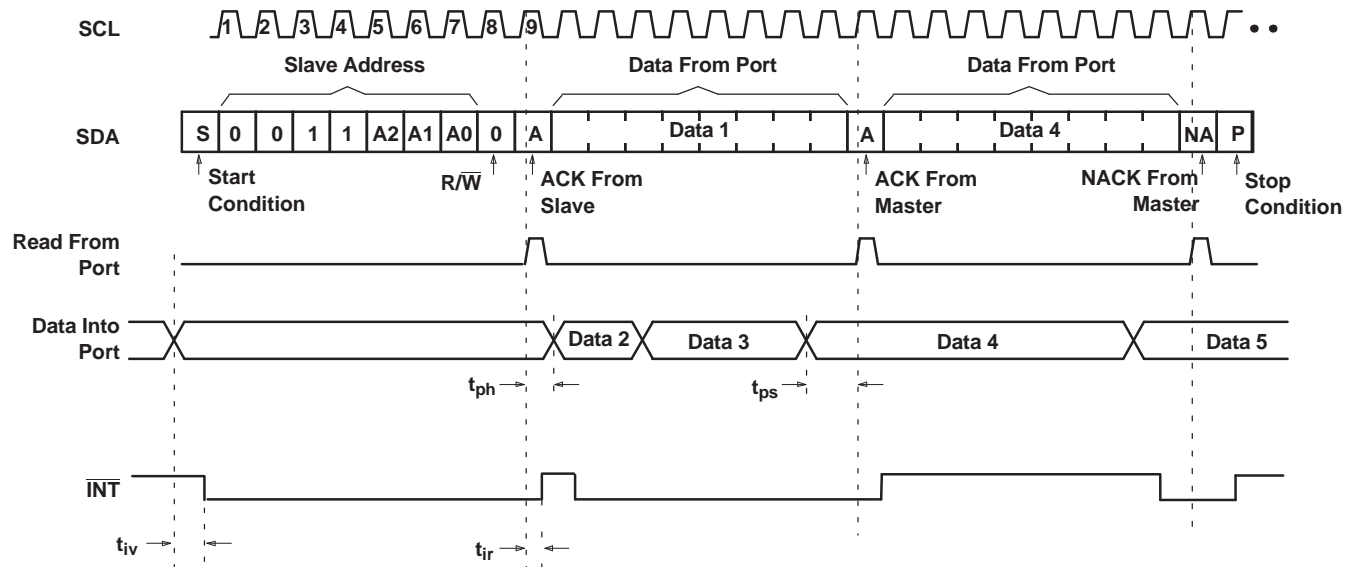 SCL 1 2 3 4 5 6 7 8 9
Slave Address Data From Port Data From Port
SDA S 0 0 1 1 A2 A1 A0 0 A Data 1 A Data 4 NA P
Start Condition
R/W̅
ACK From Slave
ACK From Master
NACK From Master
Stop Condition
Read From Port
Data Into Port
Data 2 Data 3 Data 4 Data 5
tph tps
I̅N̅T̅
tiv tir